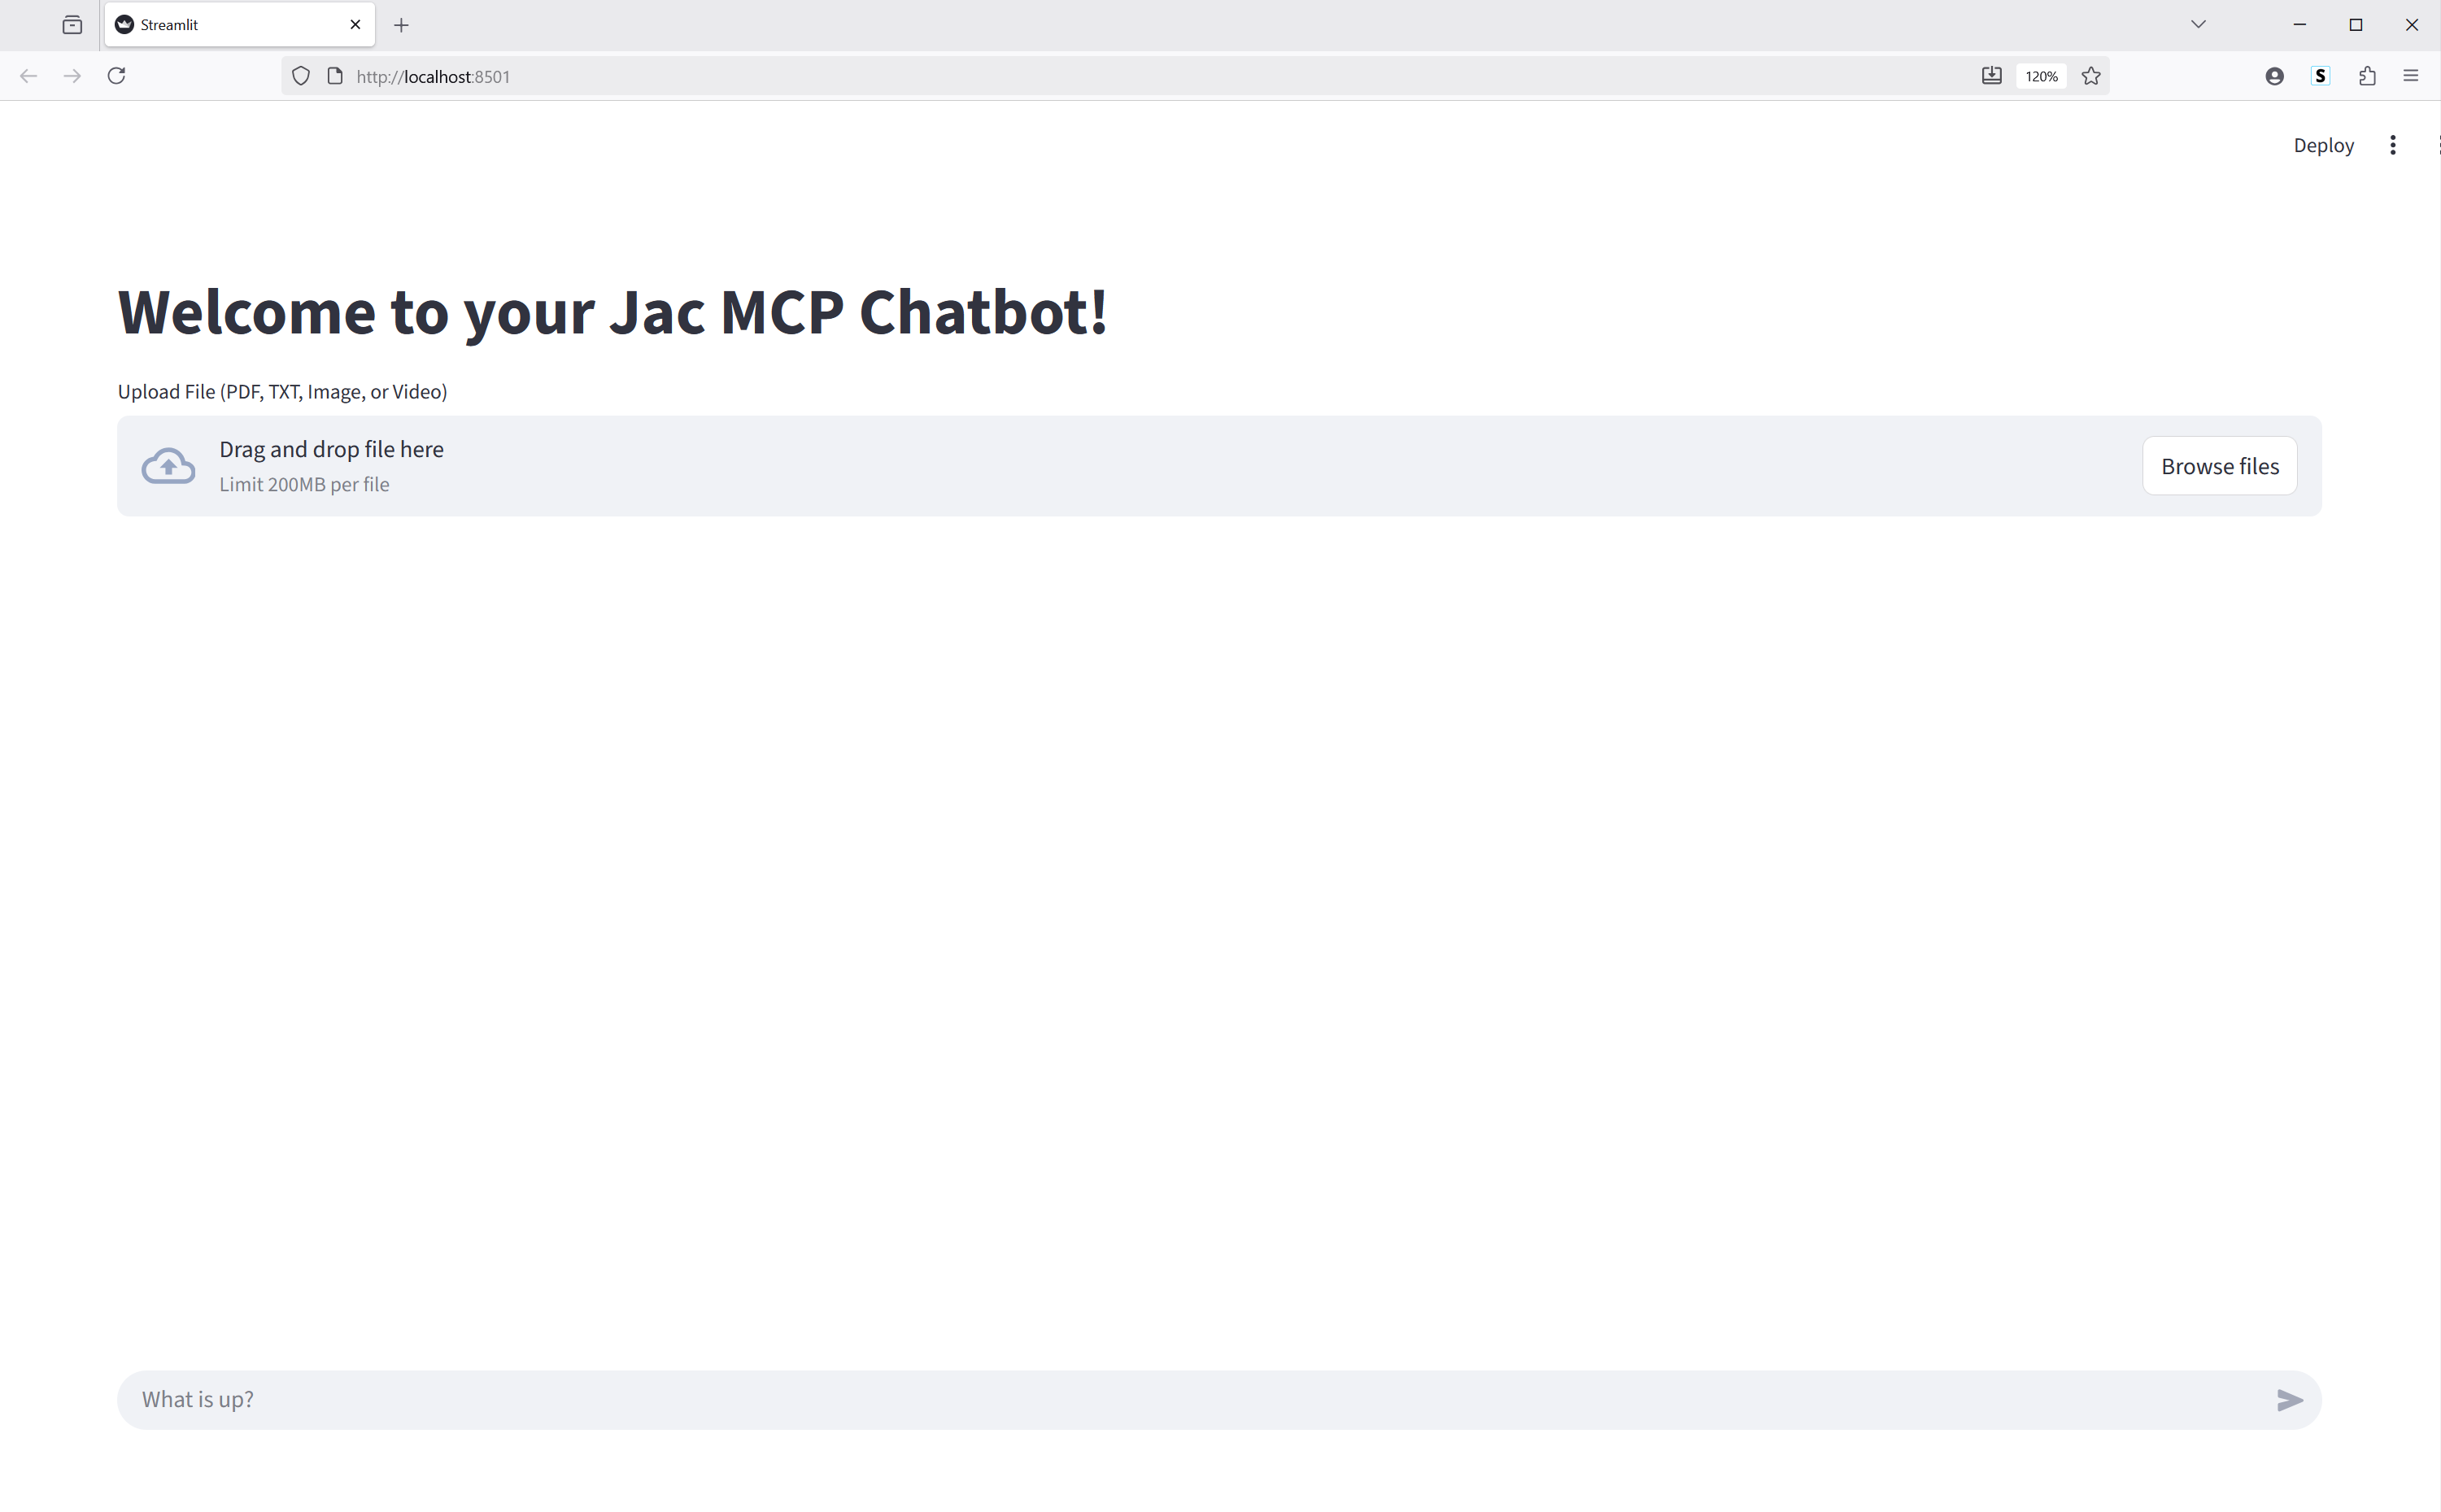 Streamlit
http://localhost:8501
120%
S
Deploy
Welcome to your Jac MCP Chatbot!
Upload File (PDF, TXT, Image, or Video)
Drag and drop file here
Limit 200MB per file
Browse files
What is up?